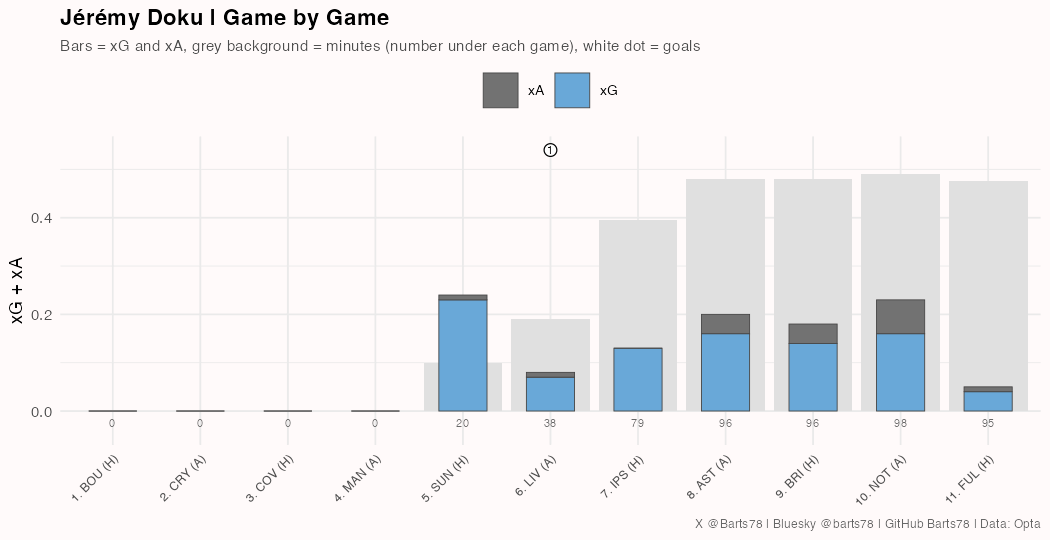 Jérémy Doku | Game by Game
Bars = xG and xA, grey background = minutes (number under each game), white dot = goals
xA xG
1
xG + xA
0.4
0.2
0.0
0 0 0 0 20 38 79 96 96 98 95
1. BOU (H) 2. CRY (A) 3. COV (H) 4. MAN (A) 5. SUN (H) 6. LIV (A) 7. IPS (H) 8. AST (A) 9. BRI (H) 10. NOT (A) 11. FUL (H)
X @Barts78 | Bluesky @barts78 | GitHub Barts78 | Data: Opta